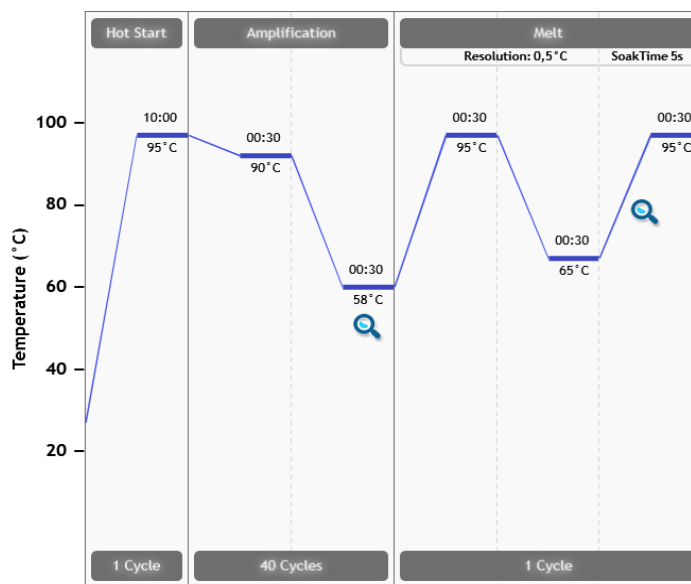 Hot Start
Amplification
Melt
Resolution: 0,5°C
SoakTime 5s
Temperature (°C)
100
80
60
40
20
10:00
95°C
00:30
90°C
00:30
58°C
00:30
95°C
00:30
65°C
00:30
95°C
1 Cycle
40 Cycles
1 Cycle